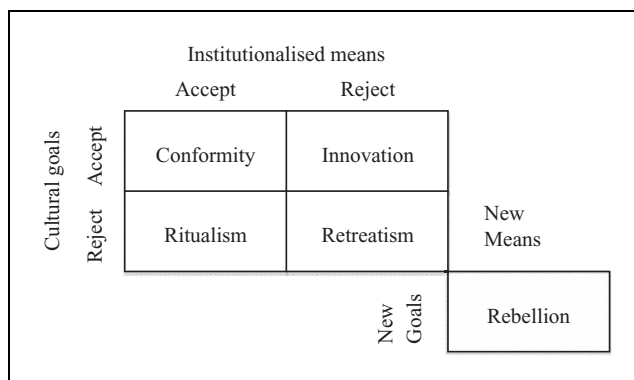 Institutionalised means
Accept Reject
Cultural goals
Accept
Conformity Innovation
Reject
Ritualism Retreatism
New
Means
New
Goals
Rebellion